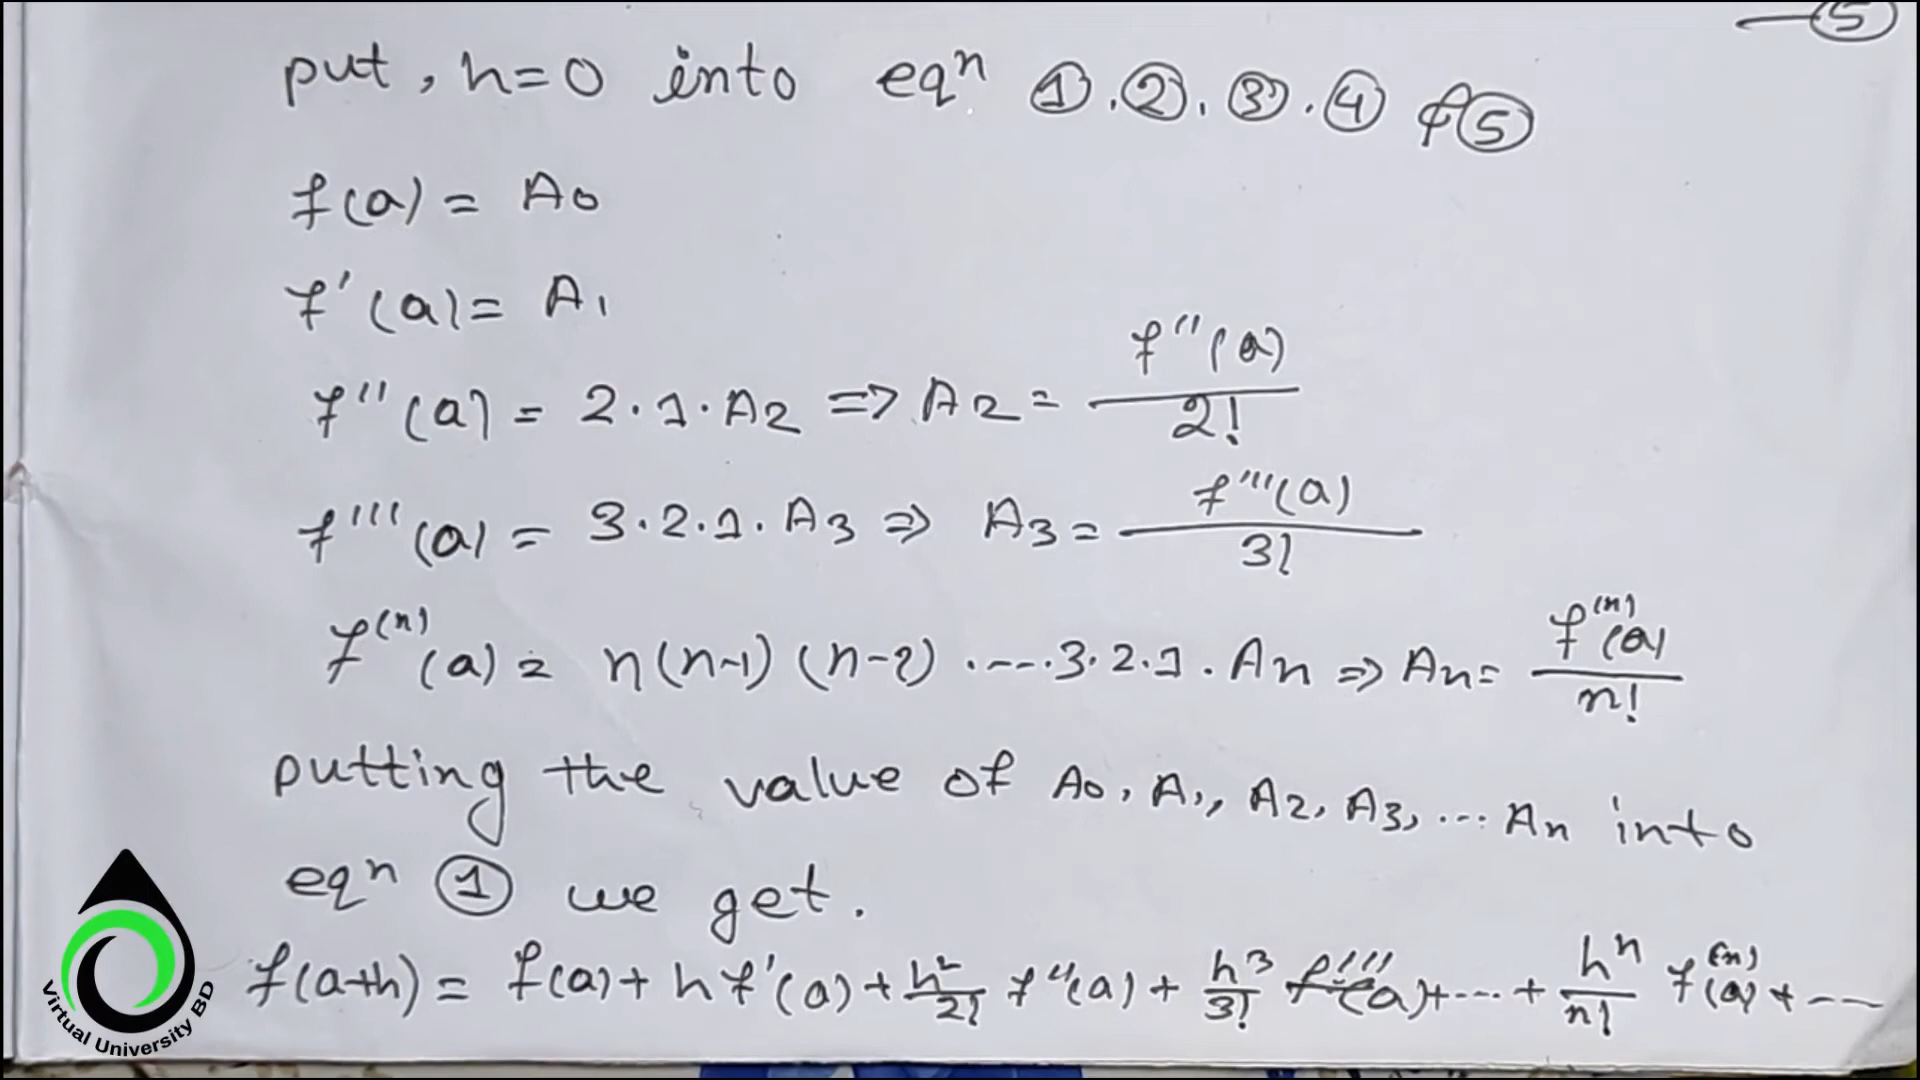 —⑤
put, h=0 into eqⁿ ①.②.③.④ &⑤
f(a) = A₀
f'(a) = A₁
f''(a) = 2·1·A₂ => A₂ = f''(a)/2!
f'''(a) = 3·2·1·A₃ => A₃ = f'''(a)/3!
f⁽ⁿ⁾(a) = n(n-1)(n-2)·---·3·2·1·Aₙ => Aₙ = f⁽ⁿ⁾(a)/n!
putting the value of A₀, A₁, A₂, A₃, ... Aₙ into
eqⁿ ① we get.
f(a+h) = f(a)+ h f'(a)+ h²/2! f''(a)+ h³/3! f'''(a)+---+ hⁿ/n! f⁽ⁿ⁾(a)+---
Virtual University BD